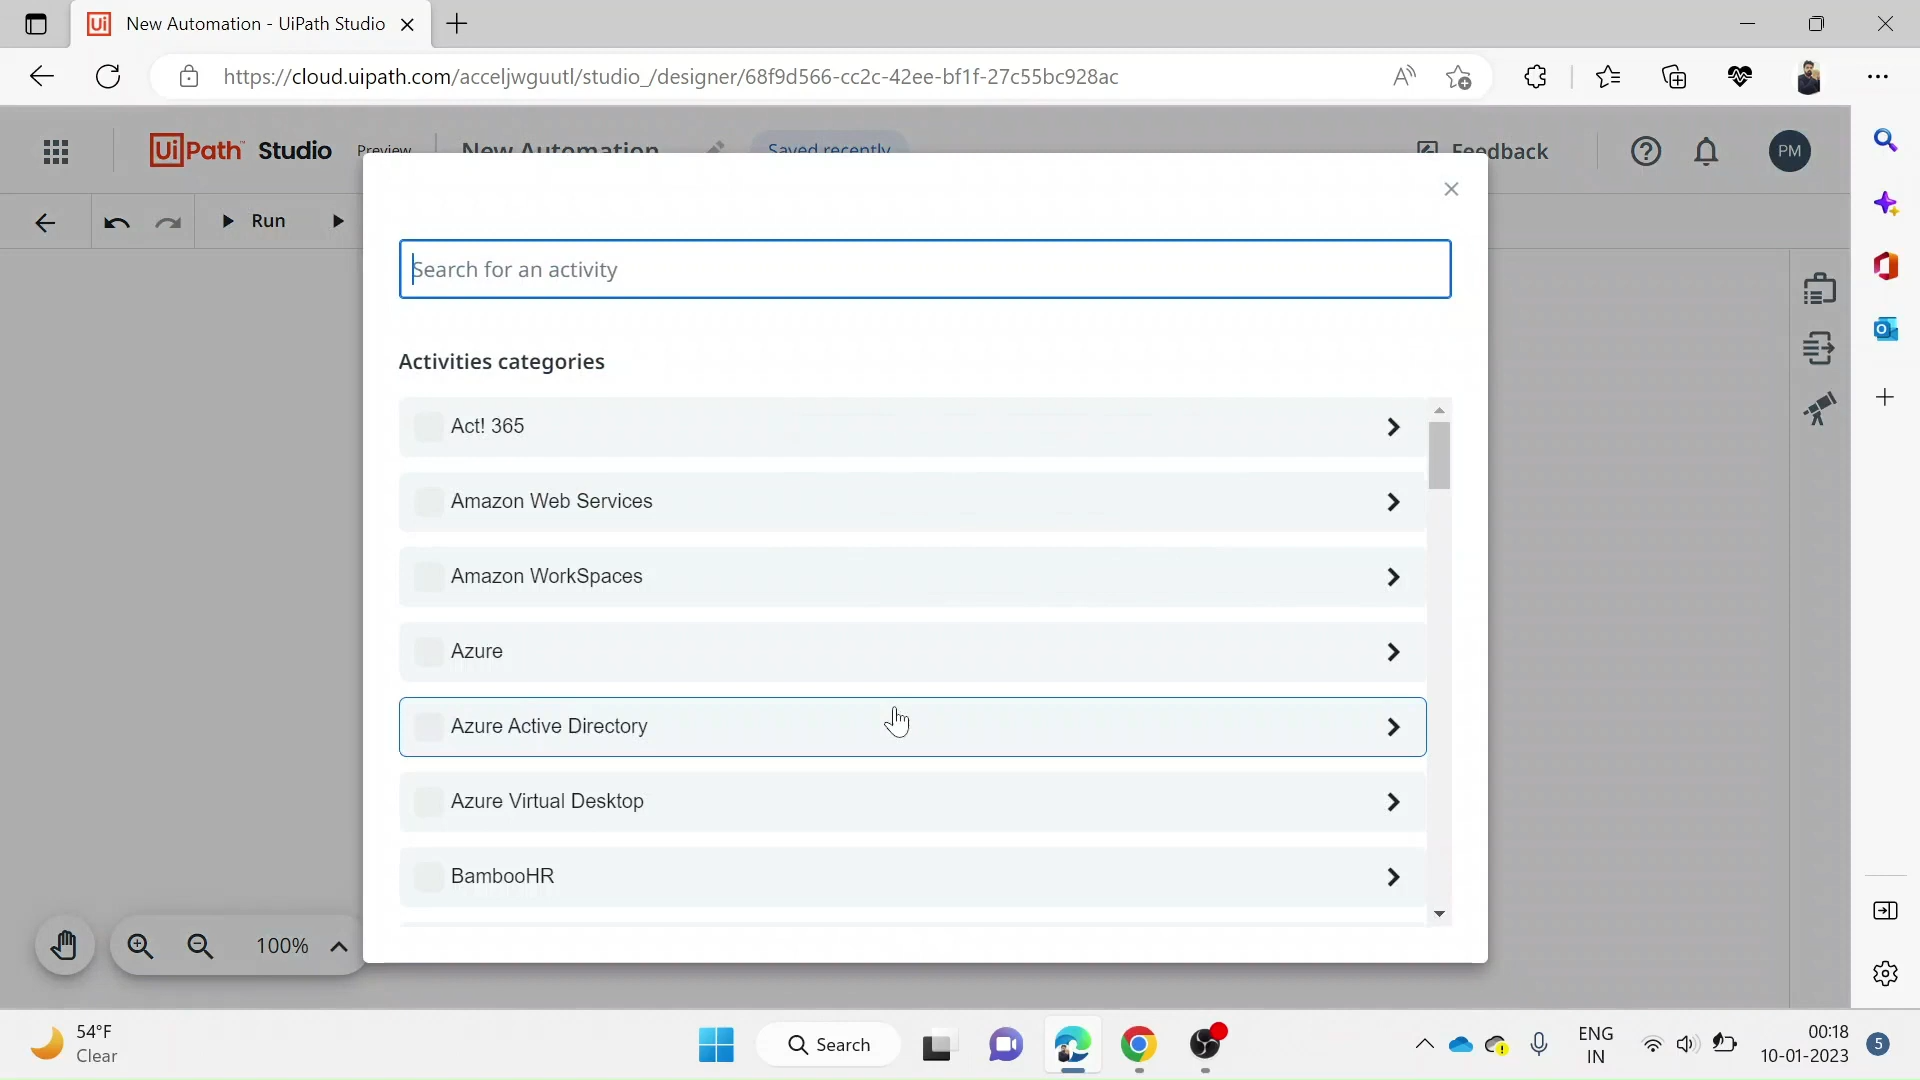 New Automation - UiPath Studio
https://cloud.uipath.com/acceljwguutl/studio_/designer/68f9d566-cc2c-42ee-bf1f-27c55bc928ac
UiPath Studio Preview New Automation Saved recently Feedback PM
Run
Search for an activity
Activities categories
Act! 365
Amazon Web Services
Amazon WorkSpaces
Azure
Azure Active Directory
Azure Virtual Desktop
BambooHR
100%
54°F
Clear
Search
ENG
IN
00:18
10-01-2023
5